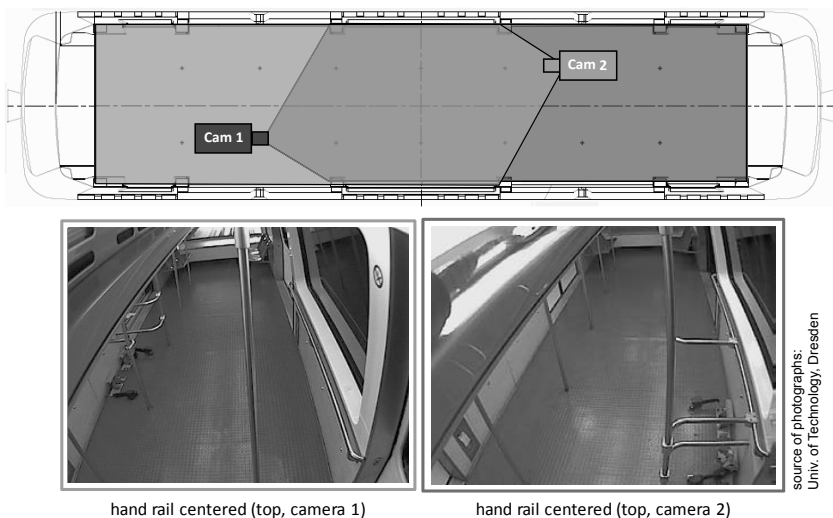 Cam 1
Cam 2
source of photographs:
Univ. of Technology, Dresden
hand rail centered (top, camera 1)
hand rail centered (top, camera 2)